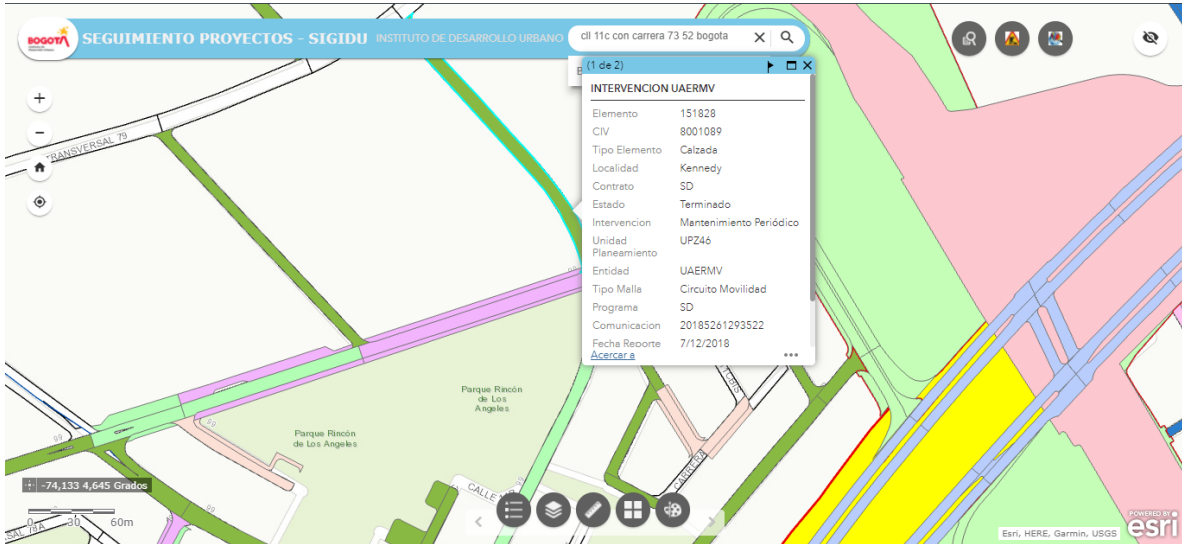 BOGOTÁ
SEGUIMIENTO PROYECTOS - SIGIDU INSTITUTO DE DESARROLLO URBANO
cll 11c con carrera 73 52 bogota
(1 de 2)
INTERVENCION UAERMV
Elemento 151828
CIV 8001089
Tipo Elemento Calzada
Localidad Kennedy
Contrato SD
Estado Terminado
Intervencion Mantenimiento Periódico
Unidad Planeamiento UPZ46
Entidad UAERMV
Tipo Malla Circuito Movilidad
Programa SD
Comunicacion 20185261293522
Fecha Reporte 7/12/2018
Acercar a
TRANSVERSAL 79
Parque Rincón
de Los
Angeles
Parque Rincón
de Los Angeles
CARRERA
-74,133 4,645 Grados
0 30 60m
Esri, HERE, Garmin, USGS
POWERED BY
esri